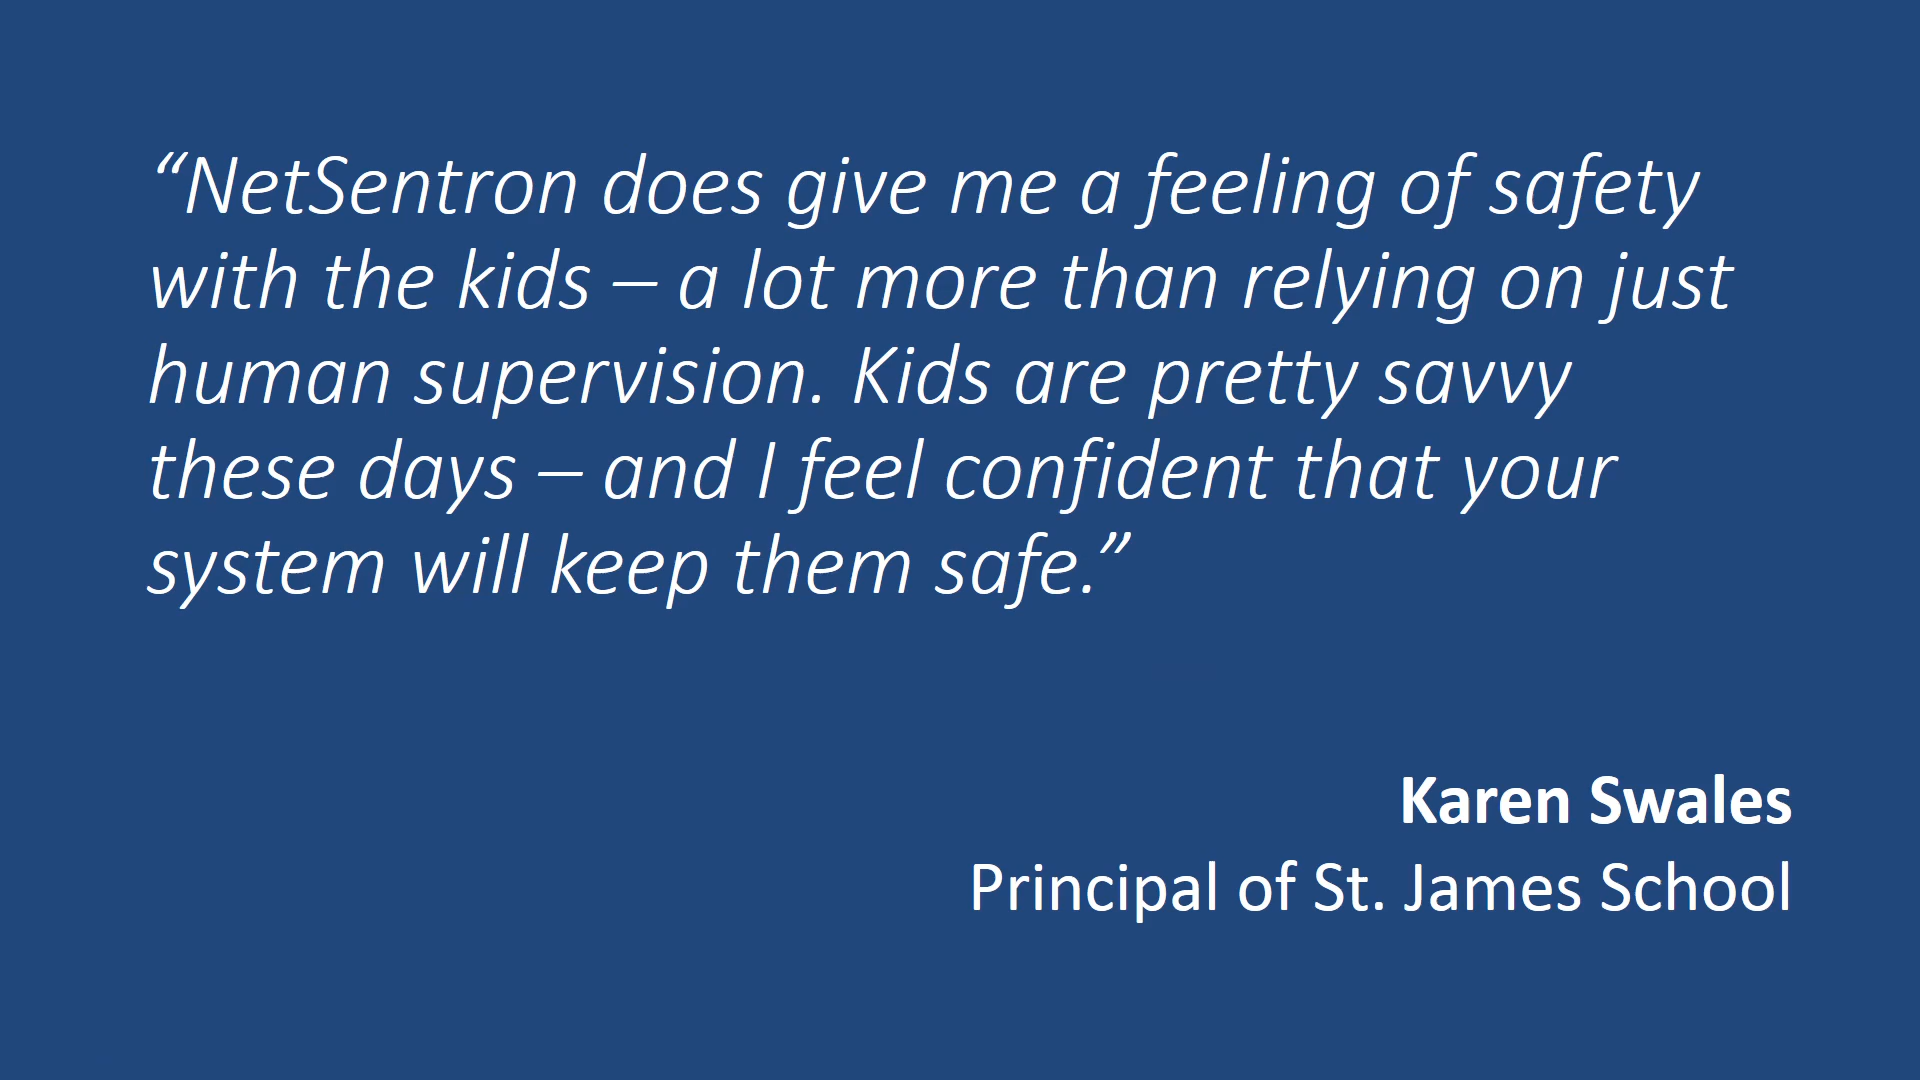 “NetSentron does give me a feeling of safety
with the kids – a lot more than relying on just
human supervision. Kids are pretty savvy
these days – and I feel confident that your
system will keep them safe.”
Karen Swales
Principal of St. James School